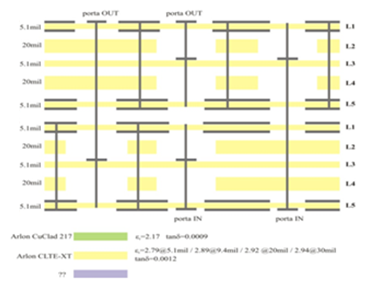 porta OUT porta OUT
5.1mil L1
20mil L2
5.1mil L3
20mil L4
5.1mil L5
5.1mil L1
20mil L2
5.1mil L3
20mil L4
5.1mil L5
porta IN porta IN
Arlon CuClad 217 εr=2.17 tanδ=0.0009
Arlon CLTE-XT εr=2.79@5.1mil / 2.89@9.4mil / 2.92 @20mil / 2.94@30mil
tanδ=0.0012
??